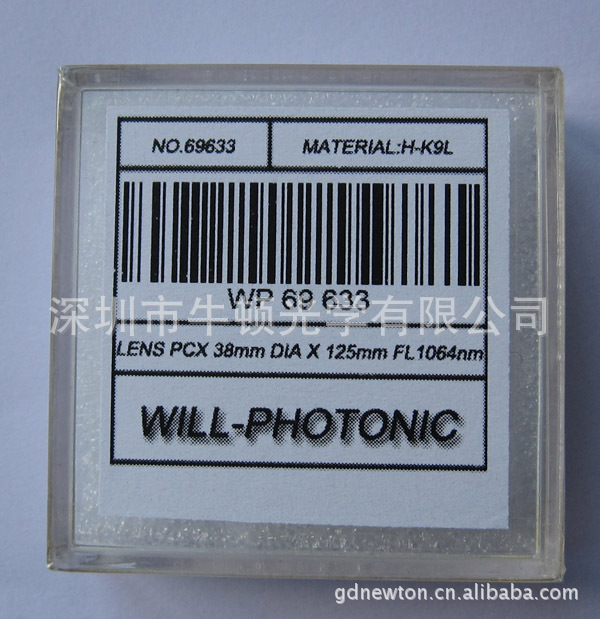 NO.69633 MATERIAL:H-K9L
WP 69 633
深圳市牛顿光学有限公司
LENS PCX 38mm DIA X 125mm FL1064nm
WILL-PHOTONIC
gdnewton.cn.alibaba.com